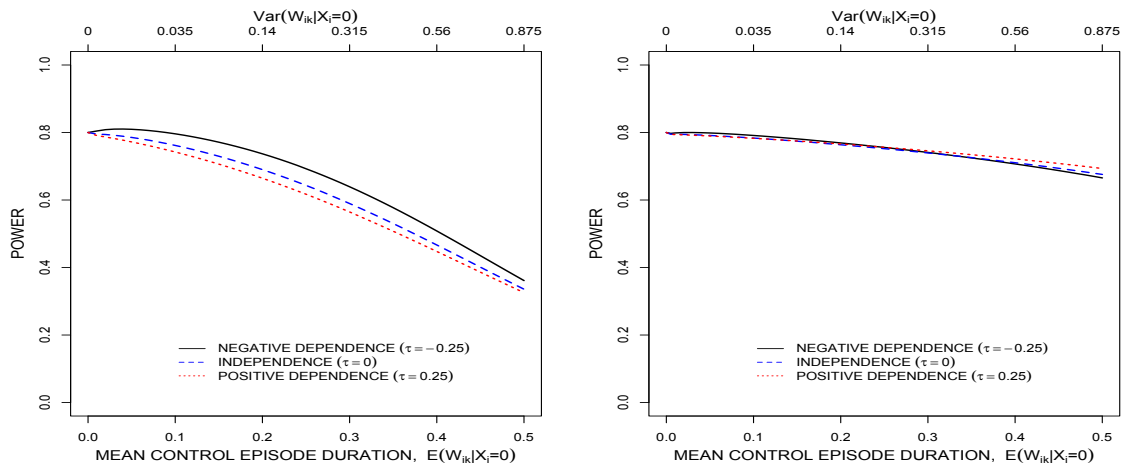 Var(W_ik|X_i=0)
0 0.035 0.14 0.315 0.56 0.875
POWER
1.0
0.8
0.6
0.4
0.2
0.0
NEGATIVE DEPENDENCE (τ=−0.25)
INDEPENDENCE (τ=0)
POSITIVE DEPENDENCE (τ=0.25)
0.0 0.1 0.2 0.3 0.4 0.5
MEAN CONTROL EPISODE DURATION, E(W_ik|X_i=0)
Var(W_ik|X_i=0)
0 0.035 0.14 0.315 0.56 0.875
POWER
1.0
0.8
0.6
0.4
0.2
0.0
NEGATIVE DEPENDENCE (τ=−0.25)
INDEPENDENCE (τ=0)
POSITIVE DEPENDENCE (τ=0.25)
0.0 0.1 0.2 0.3 0.4 0.5
MEAN CONTROL EPISODE DURATION, E(W_ik|X_i=0)